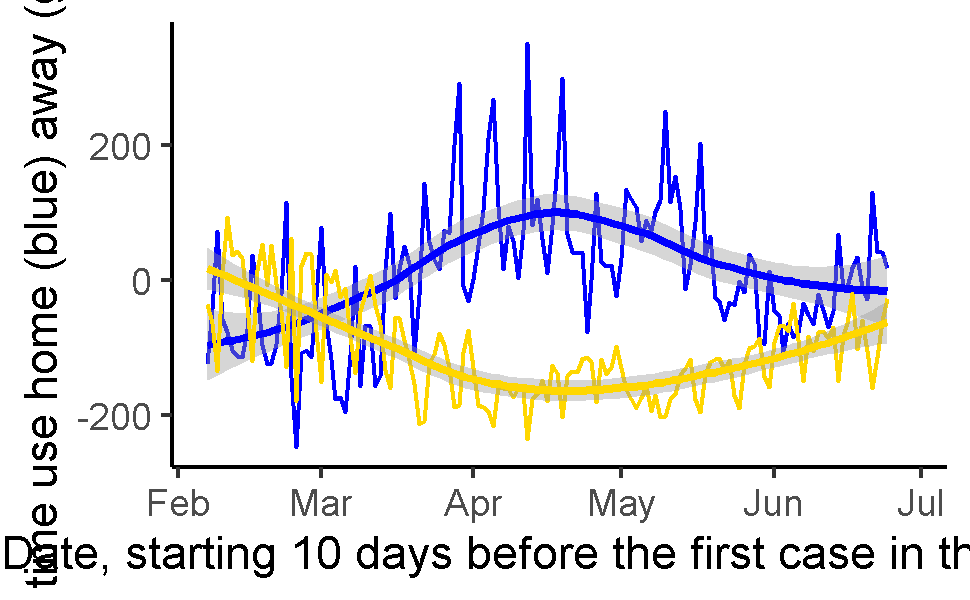 time use home (blue) away (
200
0
-200
Feb Mar Apr May Jun Jul
Date, starting 10 days before the first case in th